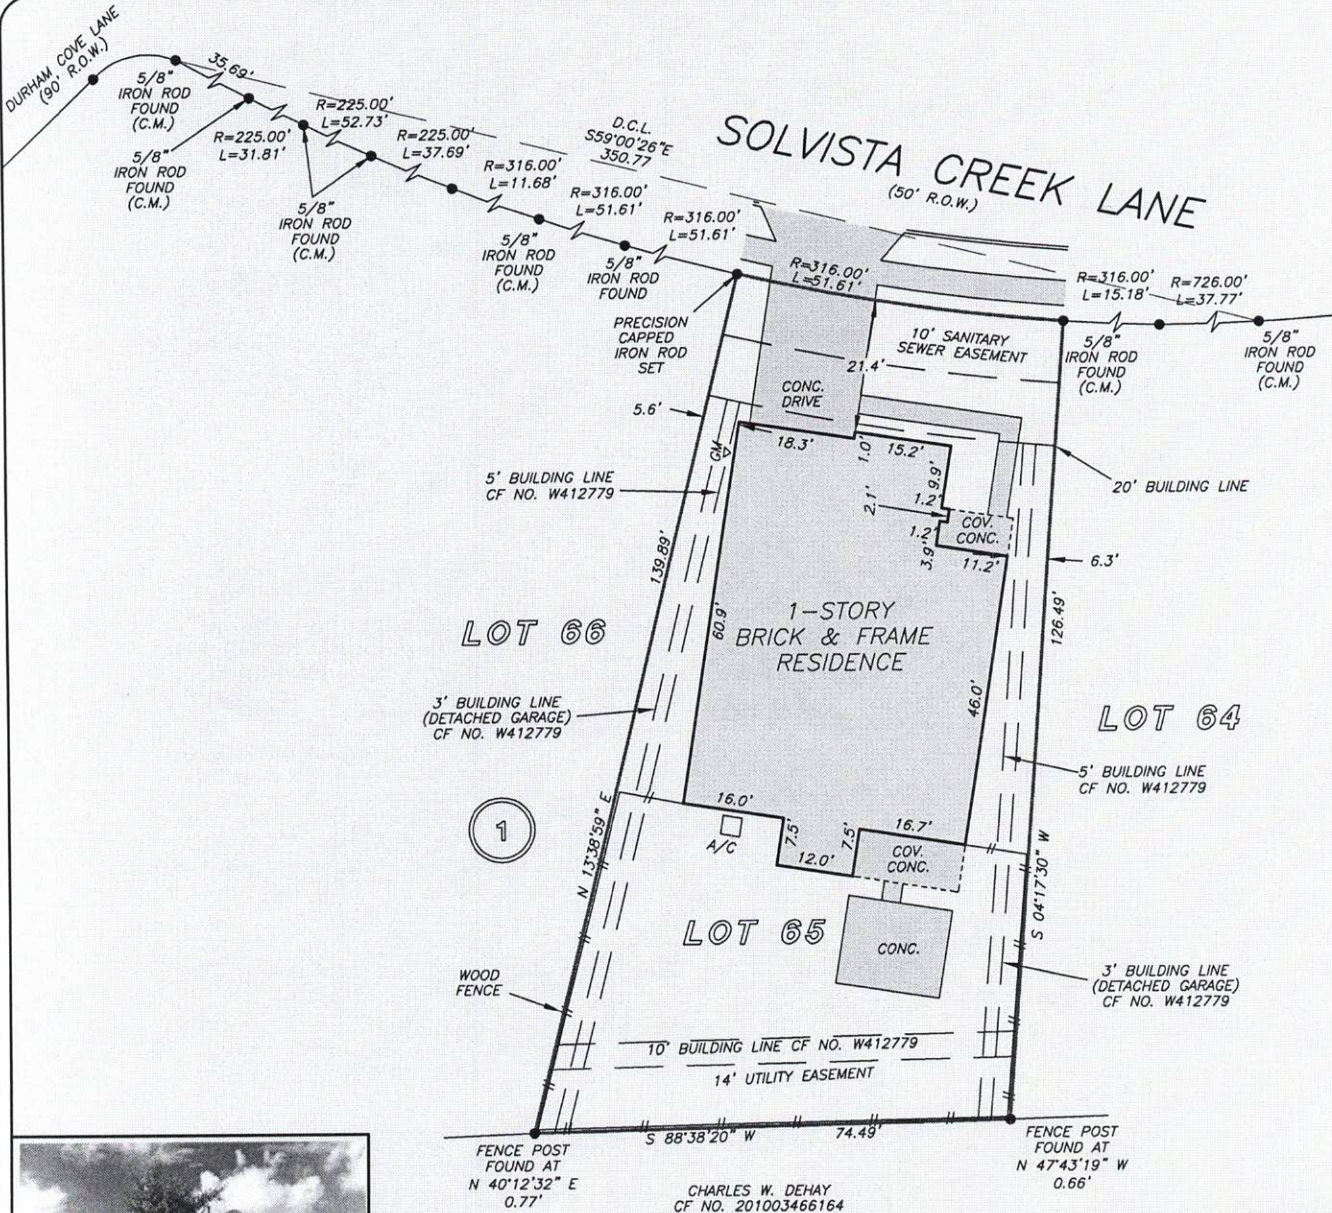 DURHAM COVE LANE
(90' R.O.W.)
35.69'
5/8"
IRON ROD
FOUND
(C.M.)
5/8"
IRON ROD
FOUND
(C.M.)
R=225.00'
L=31.81'
R=225.00'
L=52.73'
5/8"
IRON ROD
FOUND
(C.M.)
R=225.00'
L=37.69'
R=316.00'
L=11.68'
5/8"
IRON ROD
FOUND
(C.M.)
R=316.00'
L=51.61'
5/8"
IRON ROD
FOUND
R=316.00'
L=51.61'
D.C.L.
S59°00'26"E
350.77
SOLVISTA CREEK LANE
(50' R.O.W.)
R=316.00'
L=51.61'
R=316.00'
L=15.18'
R=726.00'
L=37.77'
5/8"
IRON ROD
FOUND
(C.M.)
5/8"
IRON ROD
FOUND
(C.M.)
PRECISION
CAPPED
IRON ROD
SET
10' SANITARY
SEWER EASEMENT
21.4'
CONC.
DRIVE
5.6'
18.3'
1.0'
15.2'
GM
5' BUILDING LINE
CF NO. W412779
9.9'
1.2'
2.1'
1.2'
3.9'
COV.
CONC.
11.2'
20' BUILDING LINE
6.3'
139.89'
60.9'
126.49'
1-STORY
BRICK & FRAME
RESIDENCE
LOT 66
46.0'
LOT 64
3' BUILDING LINE
(DETACHED GARAGE)
CF NO. W412779
5' BUILDING LINE
CF NO. W412779
1
N 13°38'59" E
16.0'
A/C
7.5'
12.0'
7.5'
16.7'
COV.
CONC.
S 04°17'30" W
LOT 65
CONC.
WOOD
FENCE
3' BUILDING LINE
(DETACHED GARAGE)
CF NO. W412779
10' BUILDING LINE CF NO. W412779
14' UTILITY EASEMENT
S 88°38'20" W
74.49'
FENCE POST
FOUND AT
N 40°12'32" E
0.77'
FENCE POST
FOUND AT
N 47°43'19" W
0.66'
CHARLES W. DEHAY
CF NO. 201003466164